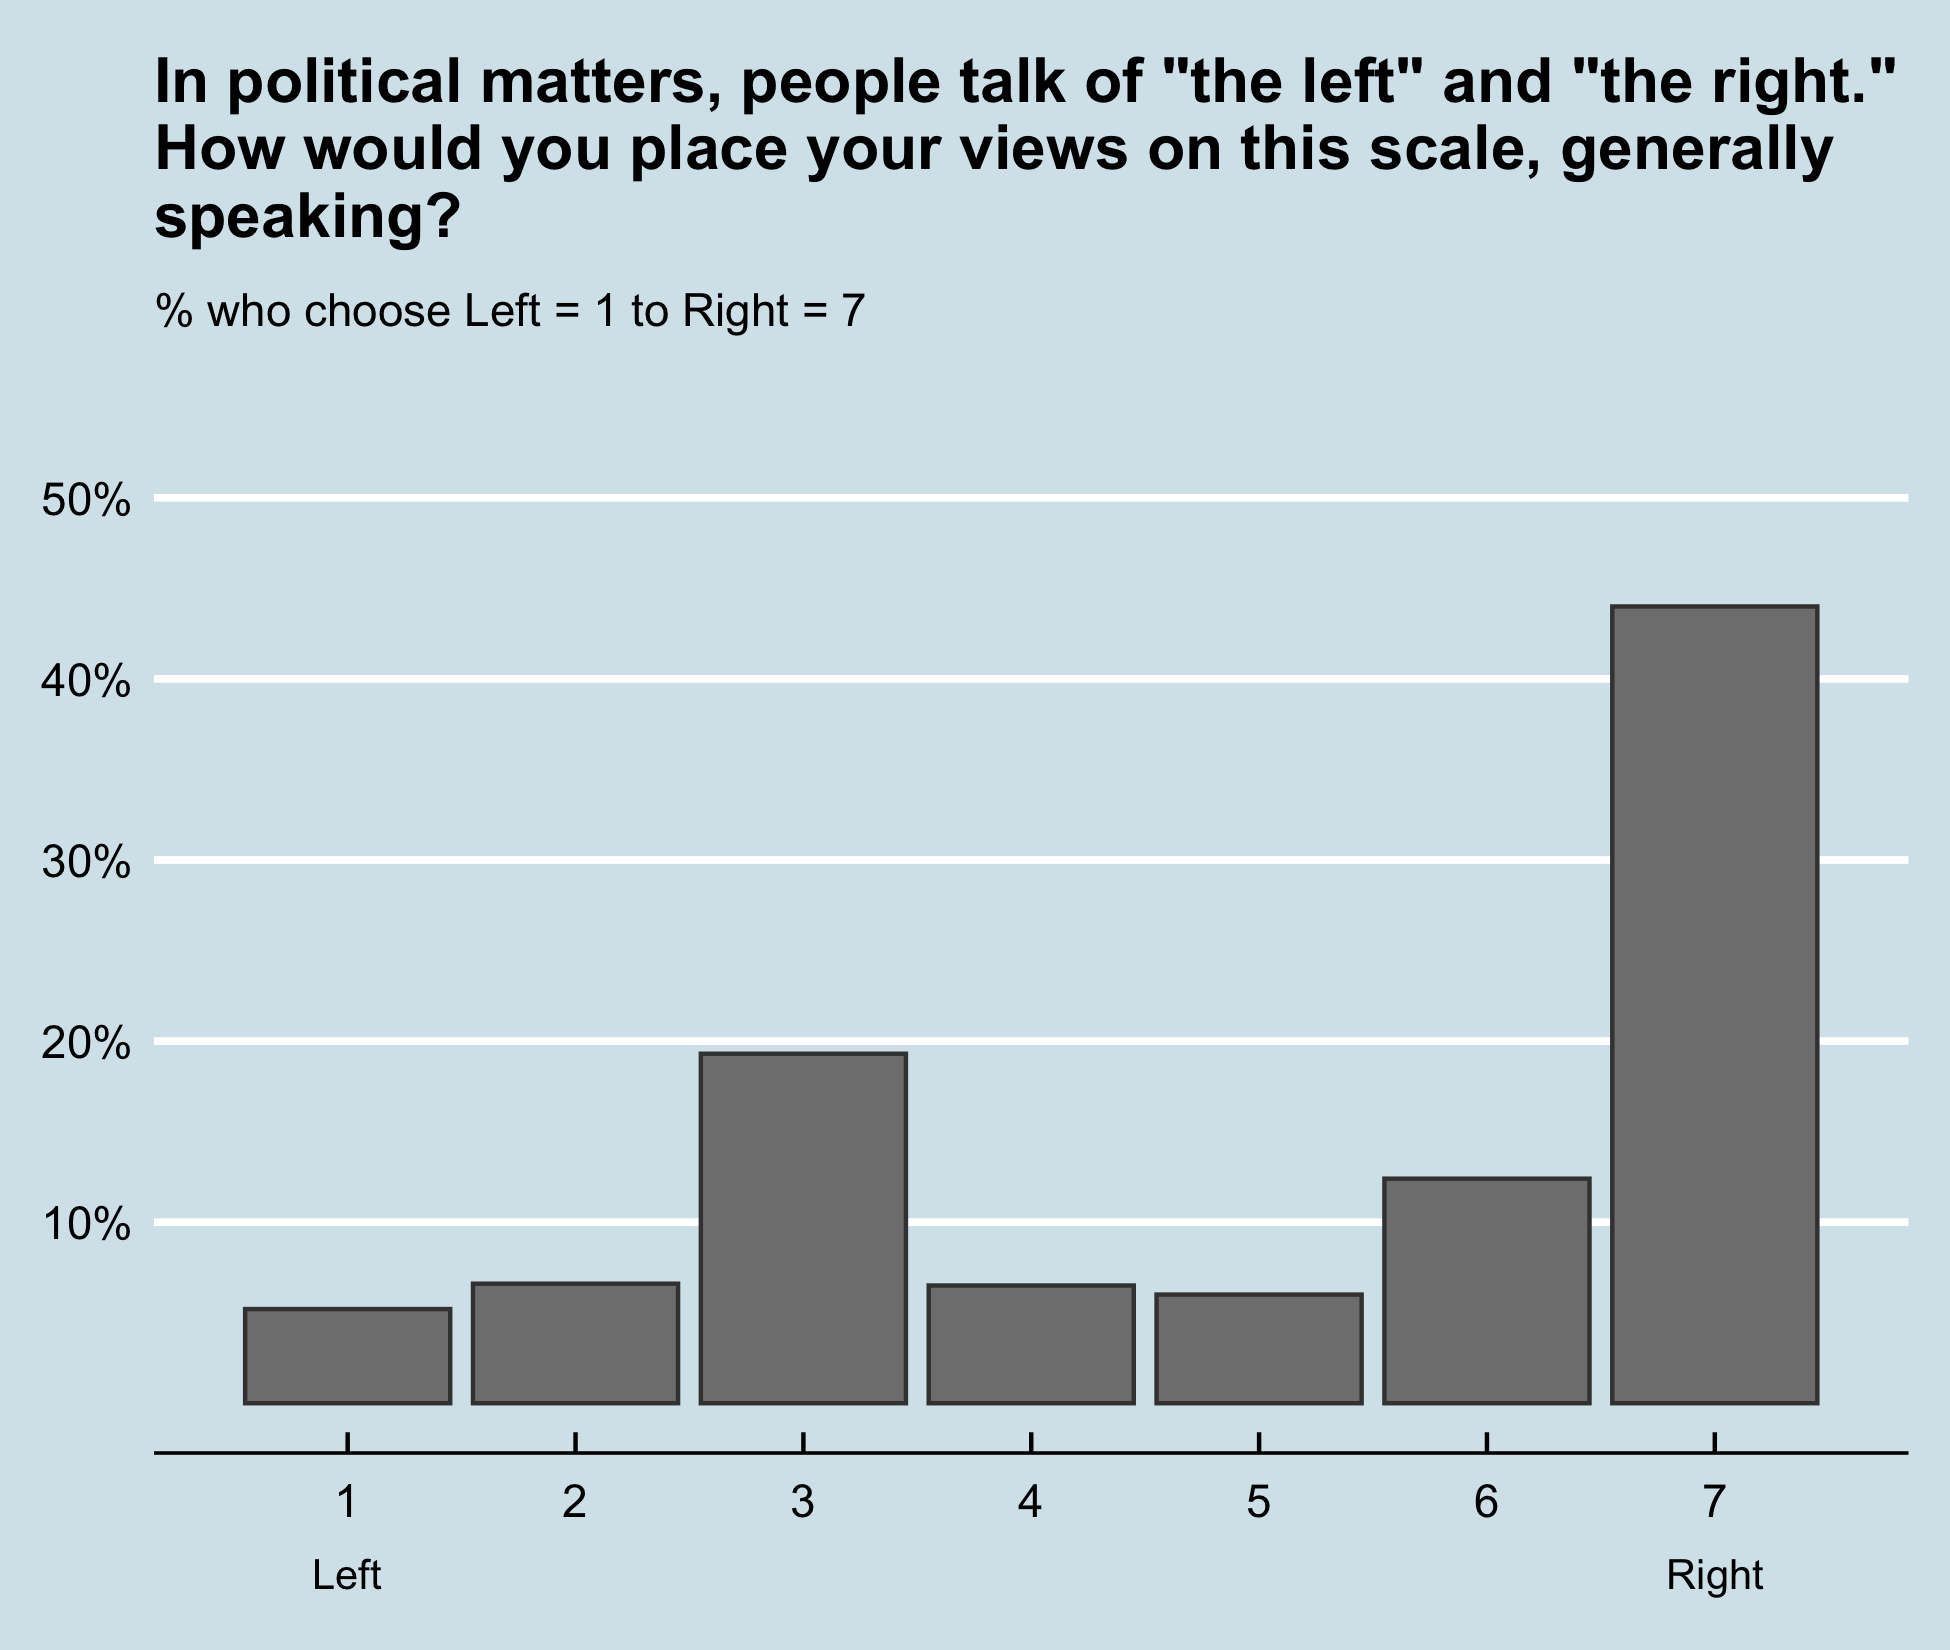 In political matters, people talk of "the left" and "the right."
How would you place your views on this scale, generally
speaking?
% who choose Left = 1 to Right = 7
50%
40%
30%
20%
10%
1 2 3 4 5 6 7
Left Right